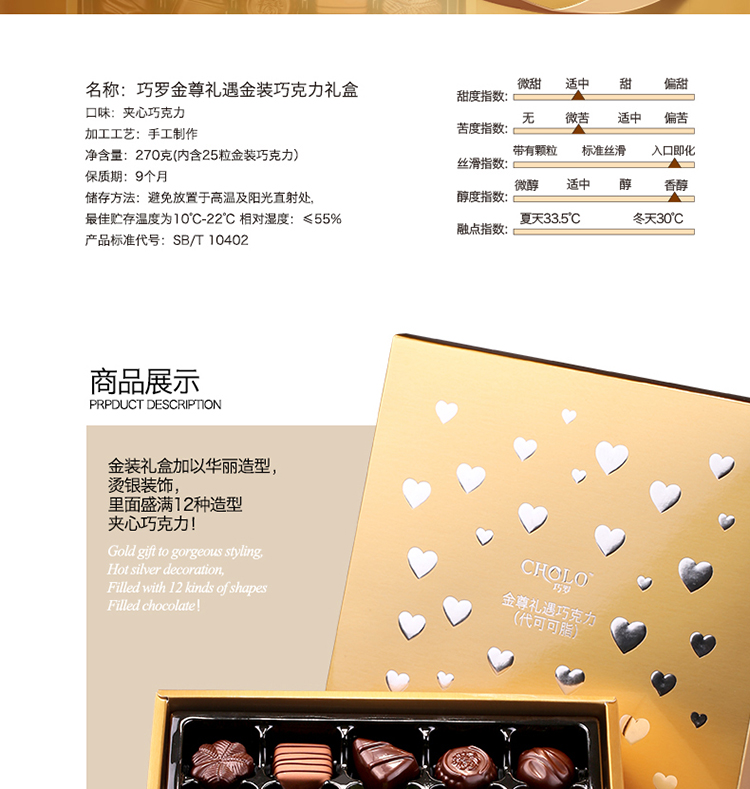 名称：巧罗金尊礼遇金装巧克力礼盒
口味：夹心巧克力
加工工艺：手工制作
净含量：270克(内含25粒金装巧克力)
保质期：9个月
储存方法：避免放置于高温及阳光直射处,
最佳贮存温度为10℃-22℃ 相对湿度：≤55%
产品标准代号：SB/T 10402
微甜 适中 甜 偏甜
甜度指数:
无 微苦 适中 偏苦
苦度指数:
带有颗粒 标准丝滑 入口即化
丝滑指数:
微醇 适中 醇 香醇
醇度指数:
夏天33.5℃ 冬天30℃
融点指数:
商品展示
PRPDUCT DESCRIPTION
金装礼盒加以华丽造型，
烫银装饰，
里面盛满12种造型
夹心巧克力！
Gold gift to gorgeous styling,
Hot silver decoration,
Filled with 12 kinds of shapes
Filled chocolate！
CHOLO™
巧罗
金尊礼遇巧克力
(代可可脂)